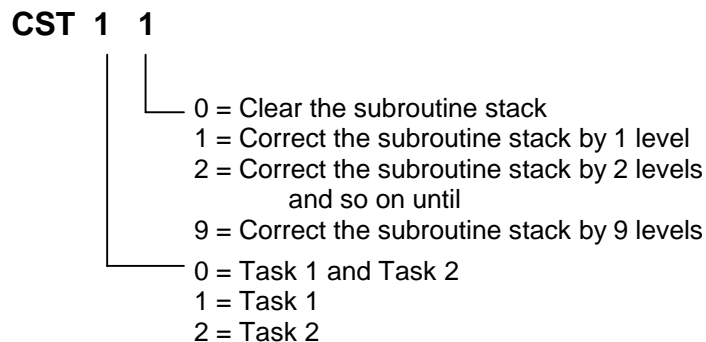 CST 1 1
0 = Clear the subroutine stack
1 = Correct the subroutine stack by 1 level
2 = Correct the subroutine stack by 2 levels
and so on until
9 = Correct the subroutine stack by 9 levels
0 = Task 1 and Task 2
1 = Task 1
2 = Task 2